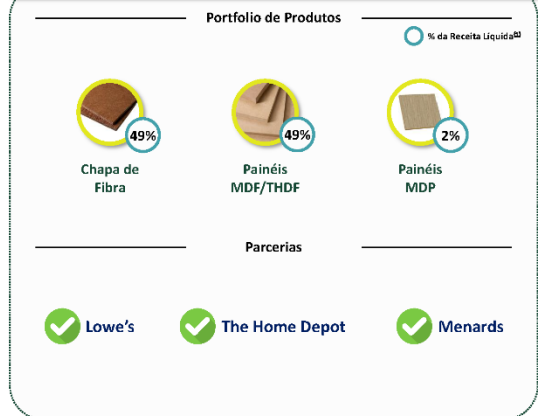 Portfolio de Produtos
% da Receita Líquida(1)
49%
49%
2%
Chapa de
Fibra
Painéis
MDF/THDF
Painéis
MDP
Parcerias
Lowe's
The Home Depot
Menards